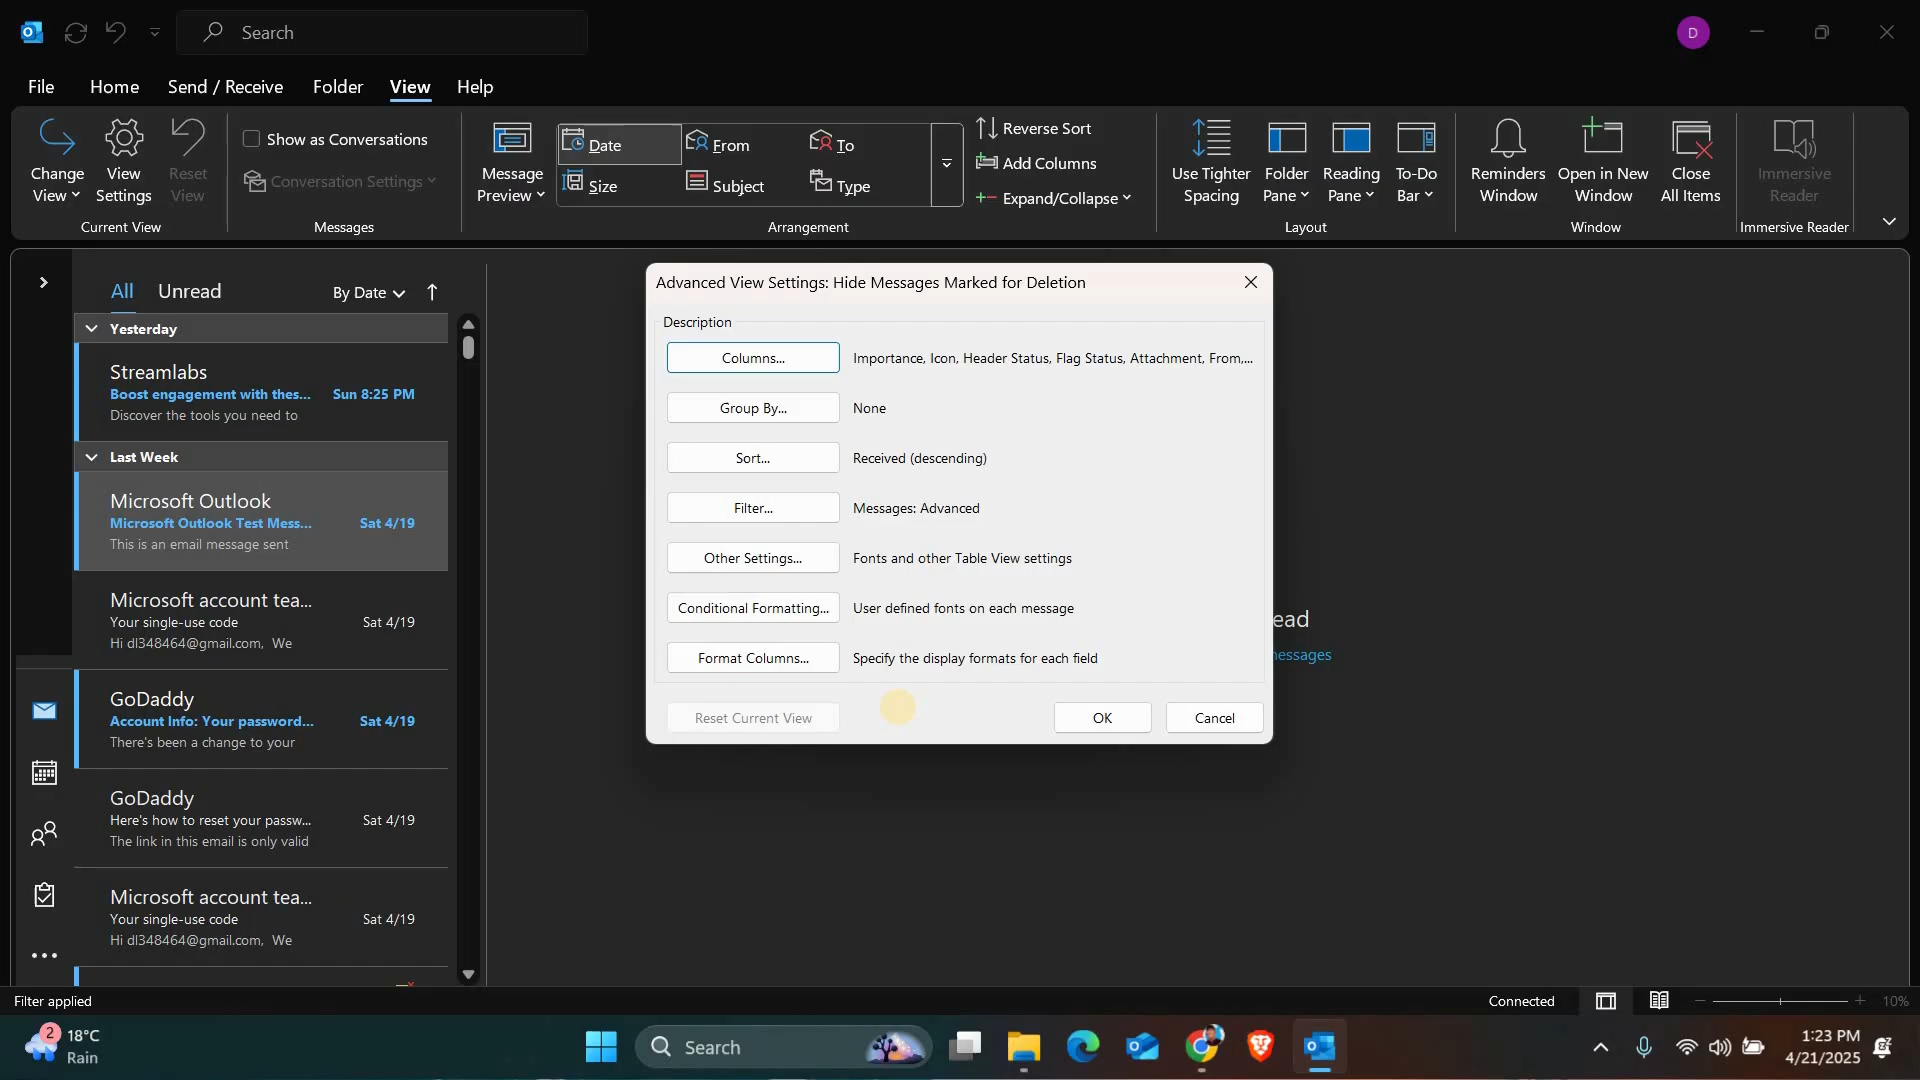 Search
D
File Home Send / Receive Folder View Help
Change View
View Settings
Reset View
Current View
Show as Conversations
Conversation Settings
Messages
Message Preview
Date From To
Size Subject Type
Reverse Sort
Add Columns
Expand/Collapse
Arrangement
Use Tighter Spacing
Folder Pane
Reading Pane
To-Do Bar
Layout
Reminders Window
Open in New Window
Close All Items
Window
Immersive Reader
Immersive Reader
All Unread By Date
Yesterday
Streamlabs
Boost engagement with thes... Sun 8:25 PM
Discover the tools you need to
Last Week
Microsoft Outlook
Microsoft Outlook Test Mess... Sat 4/19
This is an email message sent
Microsoft account tea...
Your single-use code Sat 4/19
Hi dl348464@gmail.com, We
GoDaddy
Account Info: Your password... Sat 4/19
There's been a change to your
GoDaddy
Here's how to reset your passw... Sat 4/19
The link in this email is only valid
Microsoft account tea...
Your single-use code Sat 4/19
Hi dl348464@gmail.com, We
Advanced View Settings: Hide Messages Marked for Deletion
Description
Columns... Importance, Icon, Header Status, Flag Status, Attachment, From,...
Group By... None
Sort... Received (descending)
Filter... Messages: Advanced
Other Settings... Fonts and other Table View settings
Conditional Formatting... User defined fonts on each message
Format Columns... Specify the display formats for each field
Reset Current View OK Cancel
ead
nessages
Filter applied Connected 10%
2 18°C
Rain
Search
1:23 PM
4/21/2025